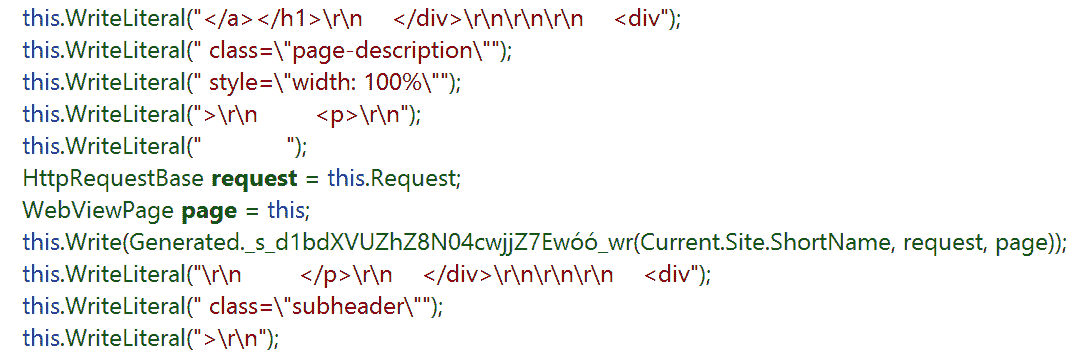 this.WriteLiteral("</a></h1>\r\n    </div>\r\n\r\n\r\n    <div");
this.WriteLiteral(" class=\"page-description\"");
this.WriteLiteral(" style=\"width: 100%\"");
this.WriteLiteral(">\r\n        <p>\r\n");
this.WriteLiteral("            ");
HttpRequestBase request = this.Request;
WebViewPage page = this;
this.Write(Generated._s_d1bdXVUZhZ8N04cwjjZ7Ewóó_wr(Current.Site.ShortName, request, page));
this.WriteLiteral("\r\n        </p>\r\n    </div>\r\n\r\n\r\n    <div");
this.WriteLiteral(" class=\"subheader\"");
this.WriteLiteral(">\r\n");